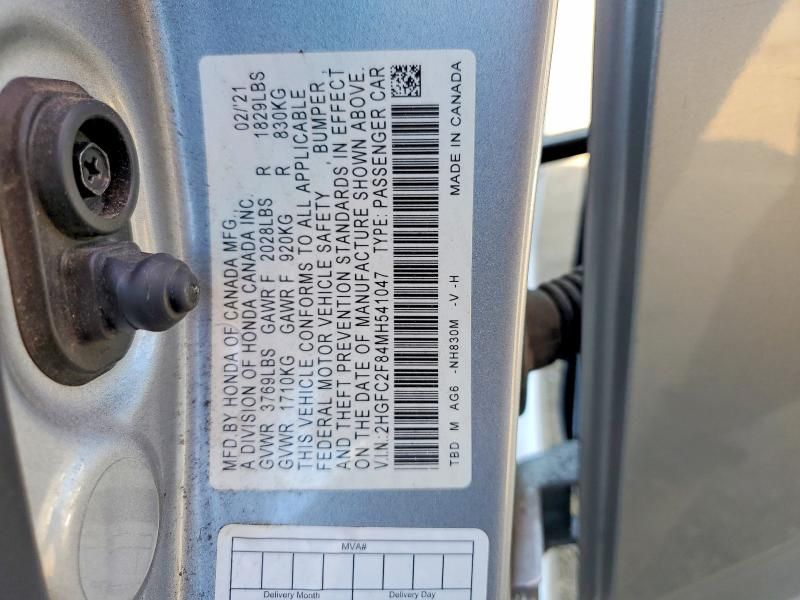 MFD.BY HONDA OF CANADA MFG. 02/'21
A DIVISION OF HONDA CANADA INC.
GVWR 3769LBS GAWR F 2028LBS R 1829LBS
GVWR 1710KG GAWR F 920KG R 830KG
THIS VEHICLE CONFORMS TO ALL APPLICABLE
FEDERAL MOTOR VEHICLE SAFETY, BUMPER,
AND THEFT PREVENTION STANDARDS IN EFFECT
ON THE DATE OF MANUFACTURE SHOWN ABOVE.
V.I.N: 2HGFC2F84MH541047 TYPE: PASSENGER CAR
TBD M AG6 -NH830M -V -H MADE IN CANADA
MVA#
Delivery Month Delivery Day